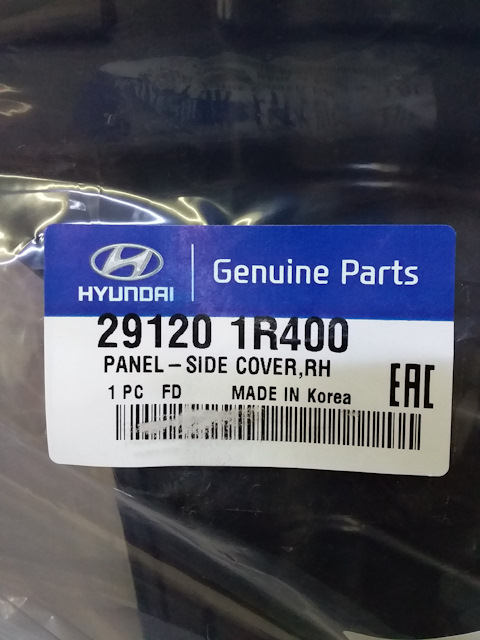 HYUNDAI
Genuine Parts
29120 1R400
PANEL-SIDE COVER,RH
1 PC FD MADE IN Korea
EAC